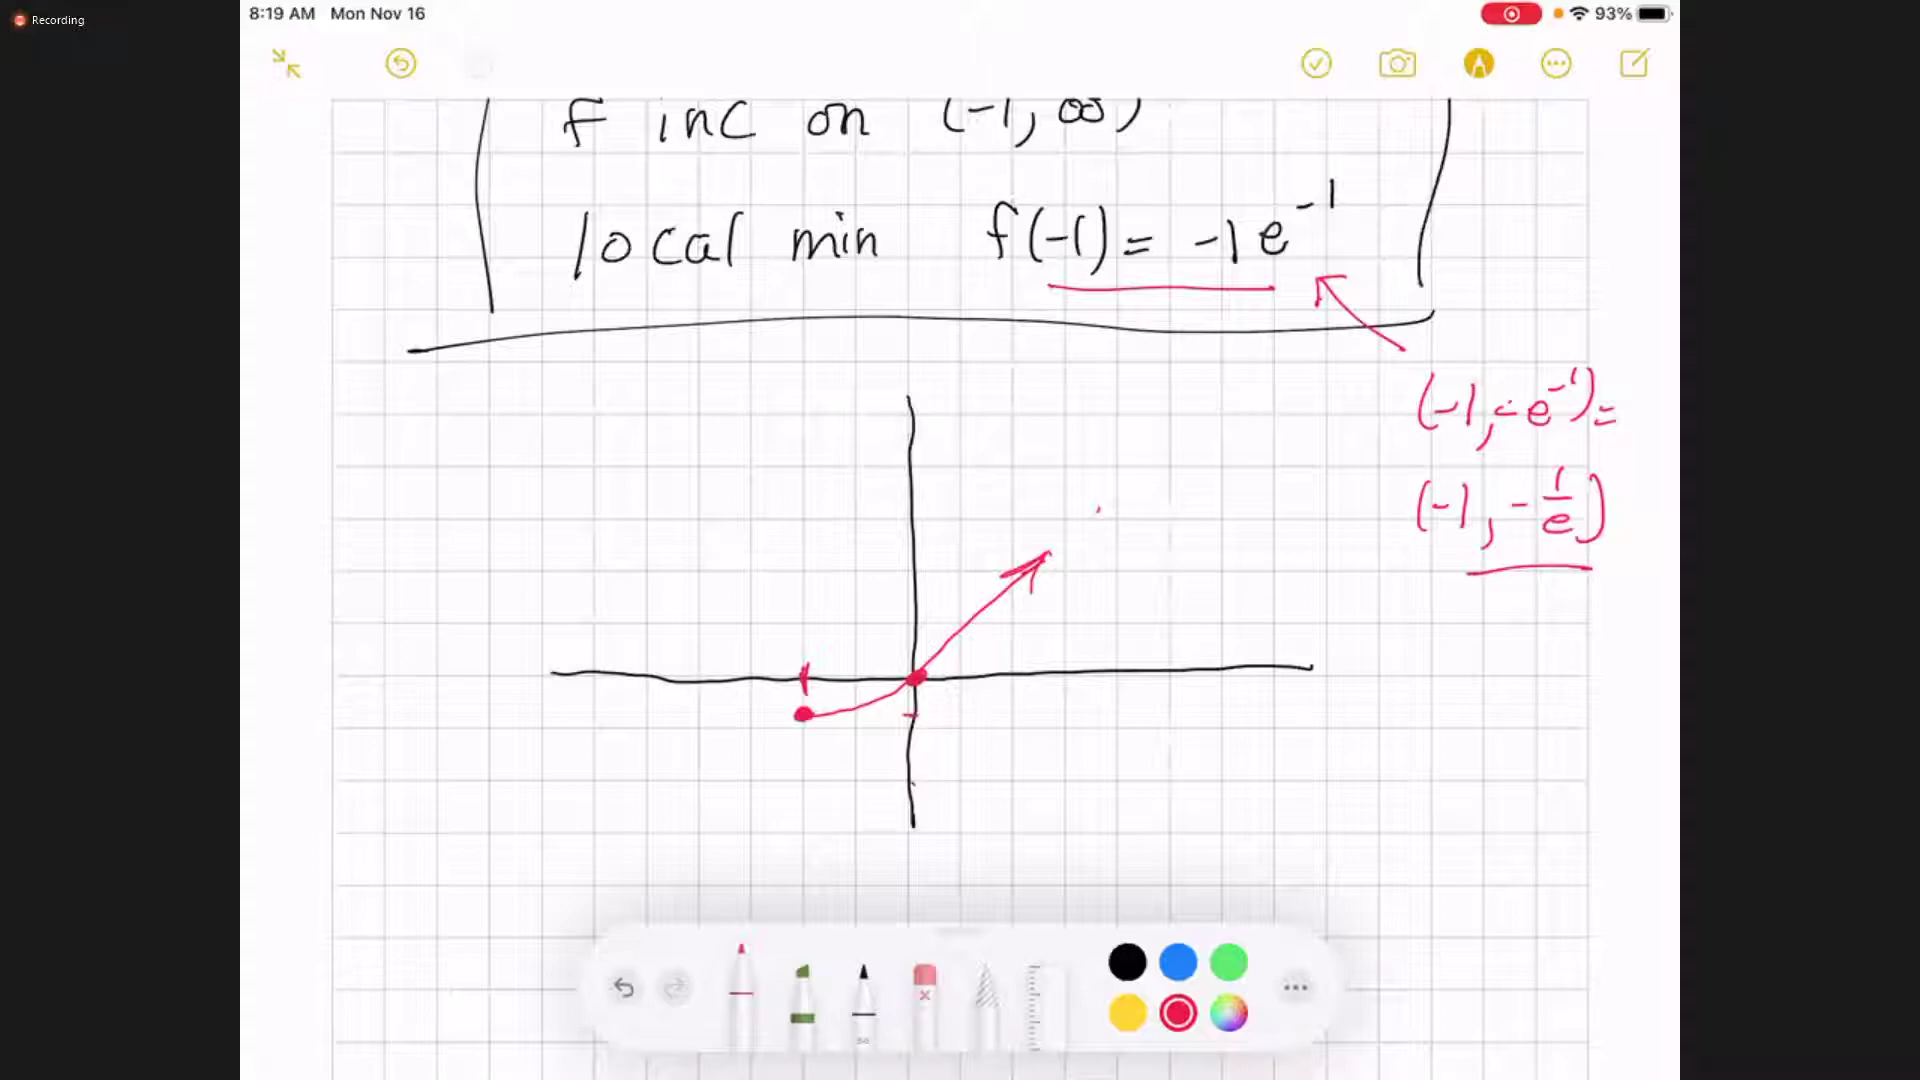 Recording
8:19 AM Mon Nov 16
93%
f inc on (-1, ∞)
local min f(-1) = -1e⁻¹
(-1, -e⁻¹) =
(-1, -1/e)